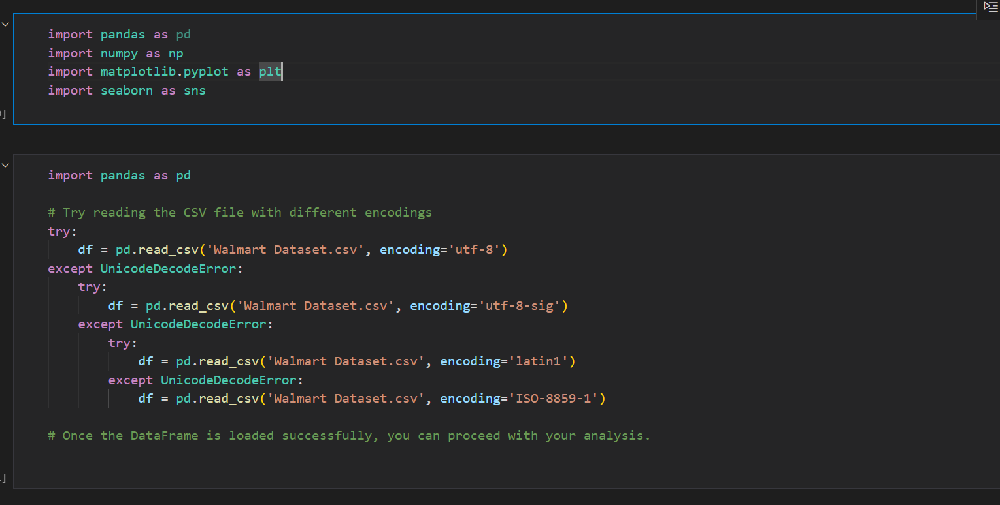 import pandas as pd
import numpy as np
import matplotlib.pyplot as plt
import seaborn as sns
]
import pandas as pd
# Try reading the CSV file with different encodings
try:
    df = pd.read_csv('Walmart Dataset.csv', encoding='utf-8')
except UnicodeDecodeError:
    try:
        df = pd.read_csv('Walmart Dataset.csv', encoding='utf-8-sig')
    except UnicodeDecodeError:
        try:
            df = pd.read_csv('Walmart Dataset.csv', encoding='latin1')
        except UnicodeDecodeError:
            df = pd.read_csv('Walmart Dataset.csv', encoding='ISO-8859-1')
# Once the DataFrame is loaded successfully, you can proceed with your analysis.
]